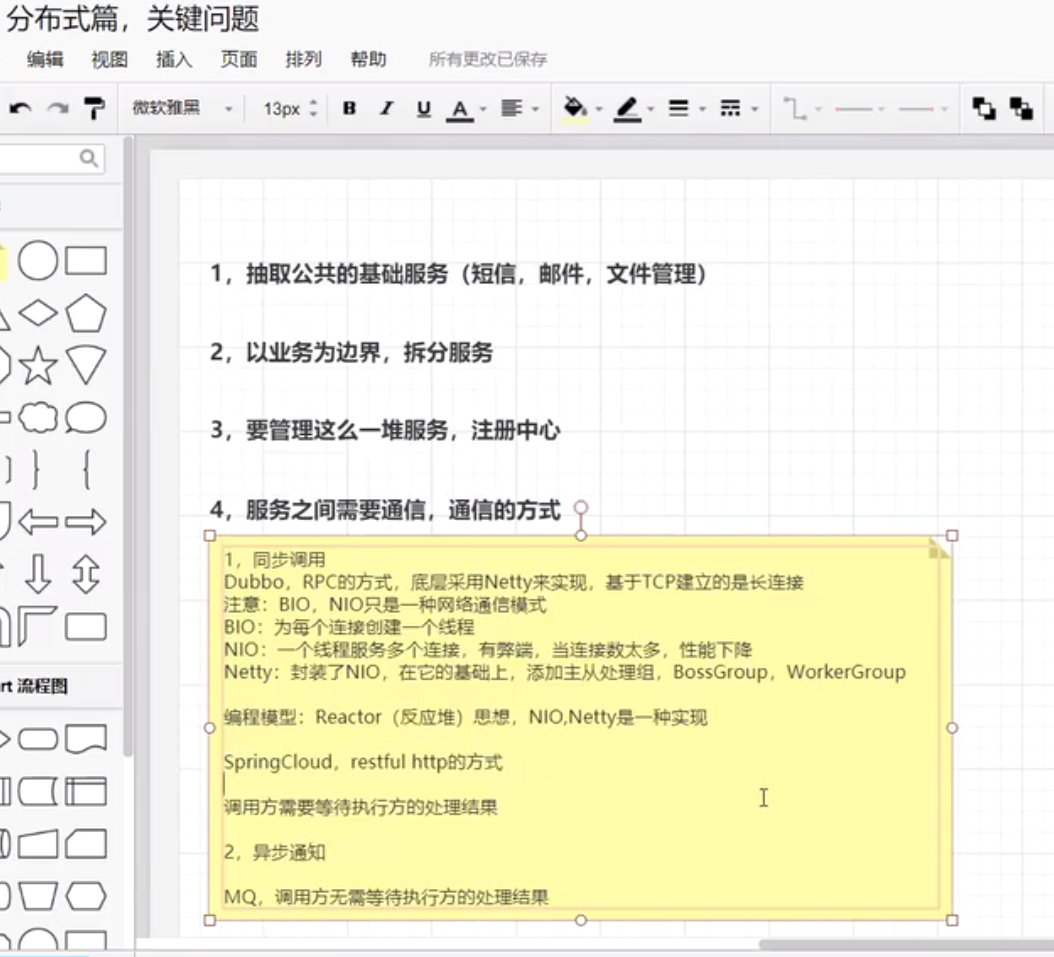 分布式篇，关键问题
编辑 视图 插入 页面 排列 帮助 所有更改已保存
微软雅黑 13px B I U A
1，抽取公共的基础服务（短信，邮件，文件管理）
2，以业务为边界，拆分服务
3，要管理这么一堆服务，注册中心
4，服务之间需要通信，通信的方式
1，同步调用
Dubbo，RPC的方式，底层采用Netty来实现，基于TCP建立的是长连接
注意：BIO，NIO只是一种网络通信模式
BIO：为每个连接创建一个线程
NIO：一个线程服务多个连接，有弊端，当连接数太多，性能下降
Netty：封装了NIO，在它的基础上，添加主从处理组，BossGroup，WorkerGroup
编程模型：Reactor（反应堆）思想，NIO,Netty是一种实现
SpringCloud，restful http的方式
调用方需要等待执行方的处理结果
2，异步通知
MQ，调用方无需等待执行方的处理结果
rt 流程图